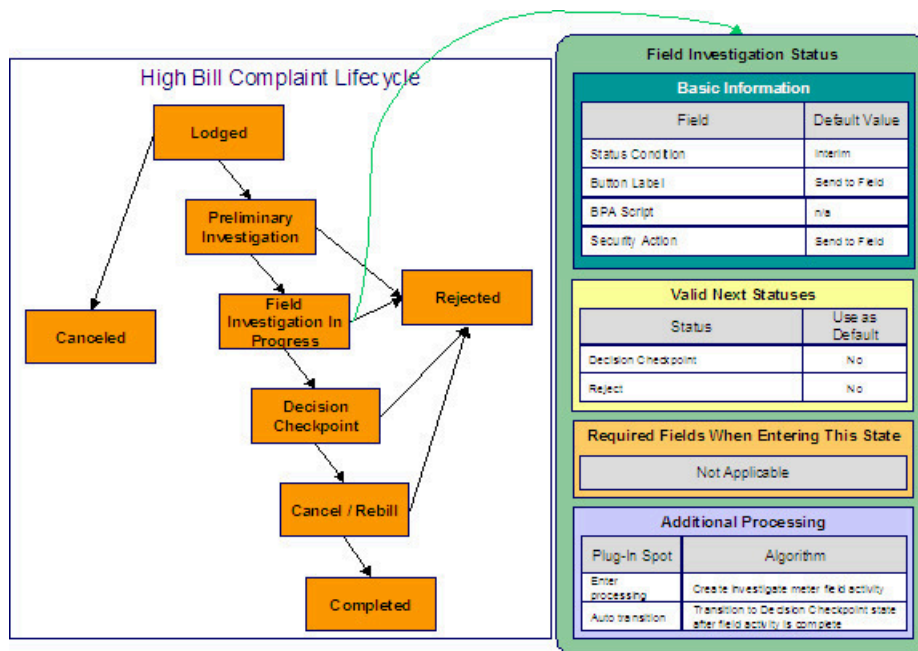 High Bill Complaint Lifecycle
Lodged
Preliminary
Investigation
Field
Investigation In
Progress
Rejected
Canceled
Decision
Checkpoint
Cancel / Rebill
Completed
Field Investigation Status
Basic Information
Field Default Value
Status Condition Interim
Button Label Send to Field
BPA Script n/a
Security Action Send to Field
Valid Next Statuses
Status Use as
Default
Decision Checkpoint No
Reject No
Required Fields When Entering This State
Not Applicable
Additional Processing
Plug-In Spot Algorithm
Enter
processing Create investigate meter field activity
Auto transition Transition to Decision Checkpoint state
after field activity is complete